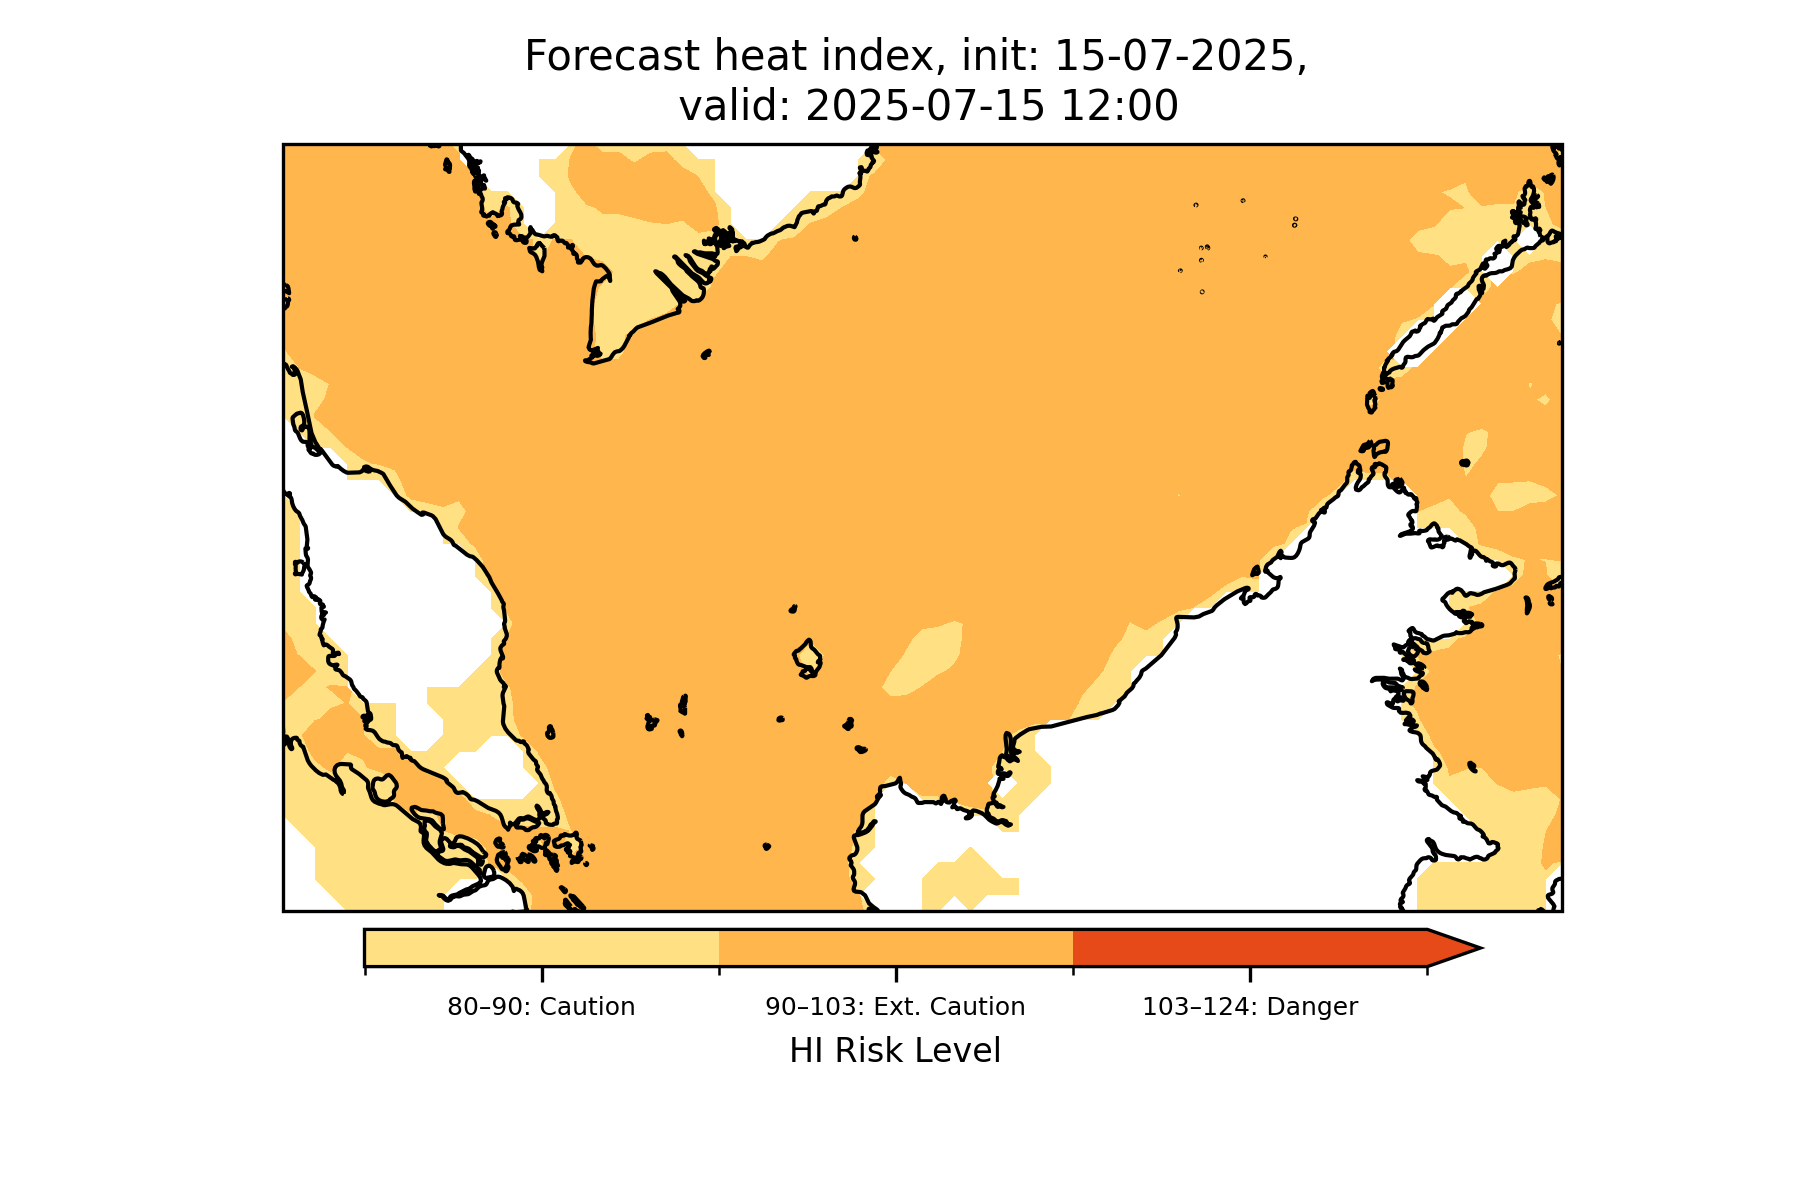 Forecast heat index, init: 15-07-2025,
valid: 2025-07-15 12:00
80–90: Caution
90–103: Ext. Caution
103–124: Danger
HI Risk Level